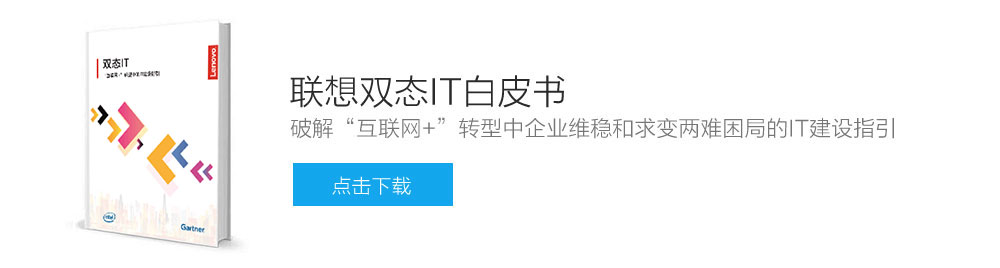 双态IT
Lenovo
intel
Gartner
联想双态IT白皮书
破解“互联网+”转型中企业维稳和求变两难困局的IT建设指引
点击下载